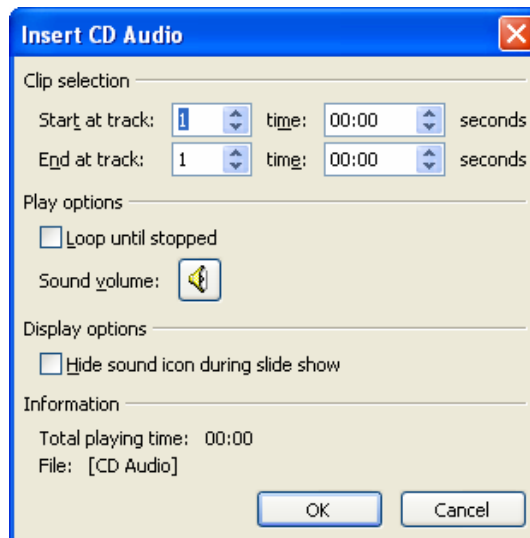 Insert CD Audio
Clip selection
Start at track: 1 time: 00:00 seconds
End at track: 1 time: 00:00 seconds
Play options
Loop until stopped
Sound volume:
Display options
Hide sound icon during slide show
Information
Total playing time: 00:00
File: [CD Audio]
OK Cancel